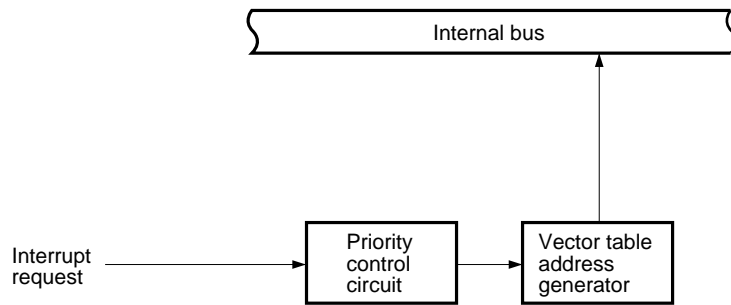 Internal bus
Interrupt
request
Priority
control
circuit
Vector table
address
generator